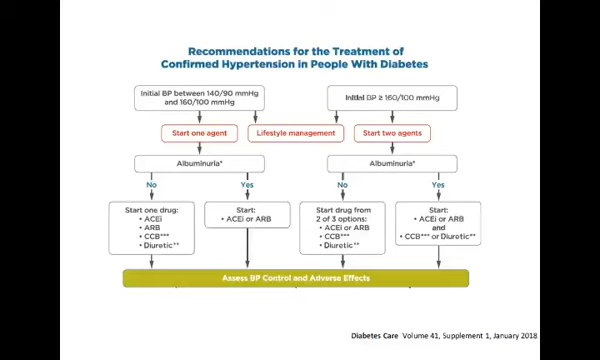 Recommendations for the Treatment of
Confirmed Hypertension in People With Diabetes
Initial BP between 140/90 mmHg
and 160/100 mmHg
Initial BP ≥ 160/100 mmHg
Start one agent
Lifestyle management
Start two agents
Albuminuria*
Albuminuria*
No
Yes
No
Yes
Start one drug:
• ACEi
• ARB
• CCB***
• Diuretic**
Start:
• ACEi or ARB
Start drug from
2 of 3 options:
• ACEi or ARB
• CCB***
• Diuretic**
Start:
• ACEi or ARB
and
• CCB*** or Diuretic**
Assess BP Control and Adverse Effects
Diabetes Care Volume 41, Supplement 1, January 2018